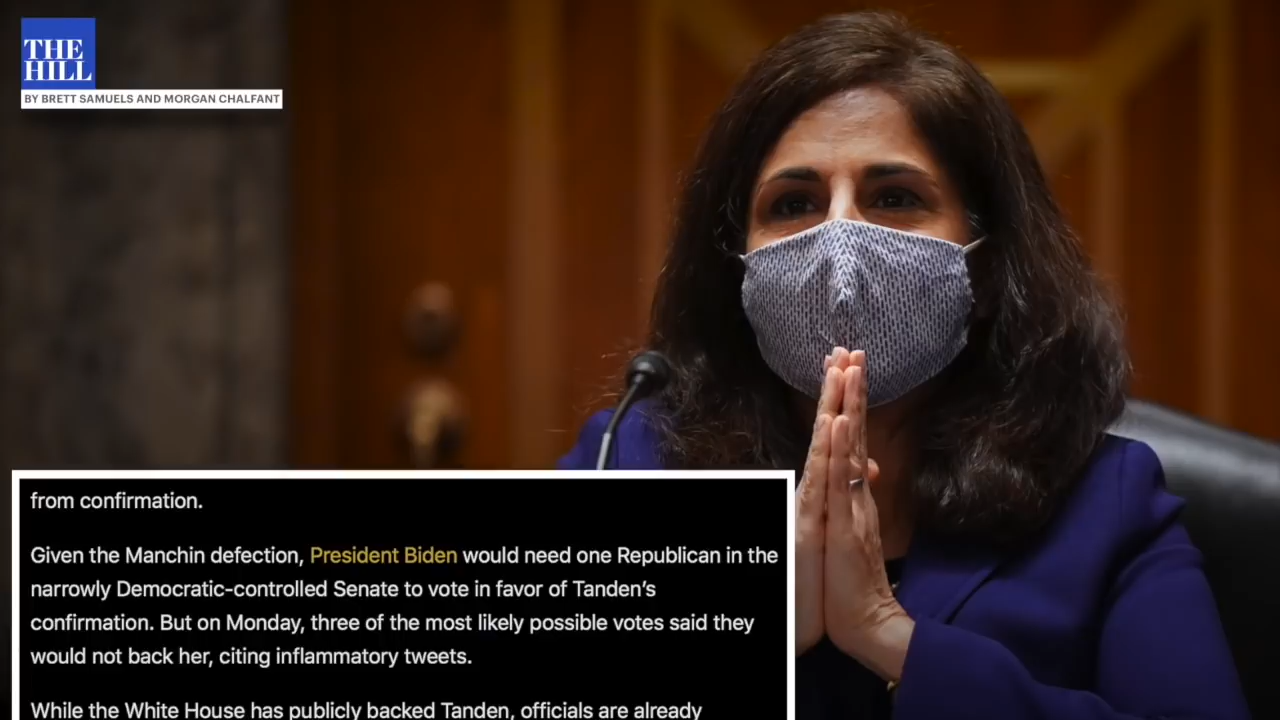 THE
HILL
BY BRETT SAMUELS AND MORGAN CHALFANT
from confirmation.
Given the Manchin defection, President Biden would need one Republican in the
narrowly Democratic-controlled Senate to vote in favor of Tanden’s
confirmation. But on Monday, three of the most likely possible votes said they
would not back her, citing inflammatory tweets.
While the White House has publicly backed Tanden, officials are already